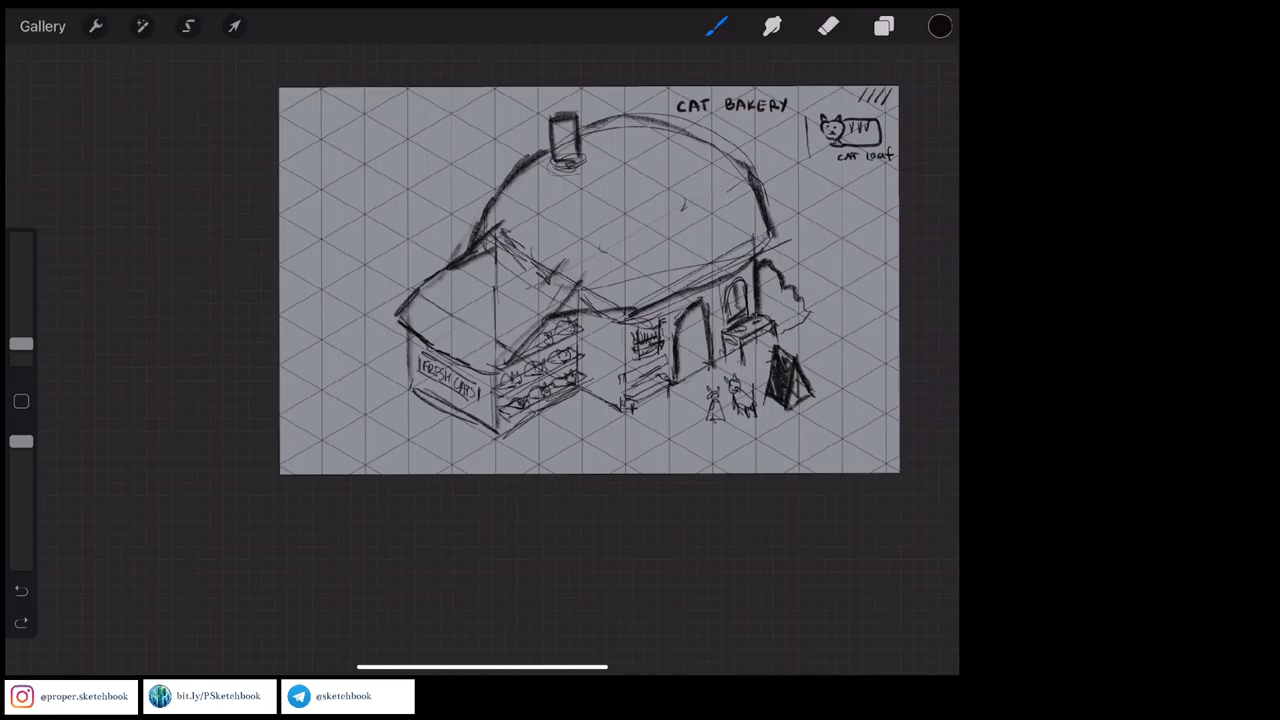 Gallery
CAT BAKERY
CAT Loaf
FRESH CATS
@proper.sketchbook
bit.ly/PSketchbook
@sketchbook